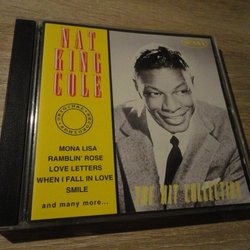 NAT
KING
COLE
MONA LISA
RAMBLIN' ROSE
LOVE LETTERS
WHEN I FALL IN LOVE
SMILE
and many more...
THE HIT COLLECTION